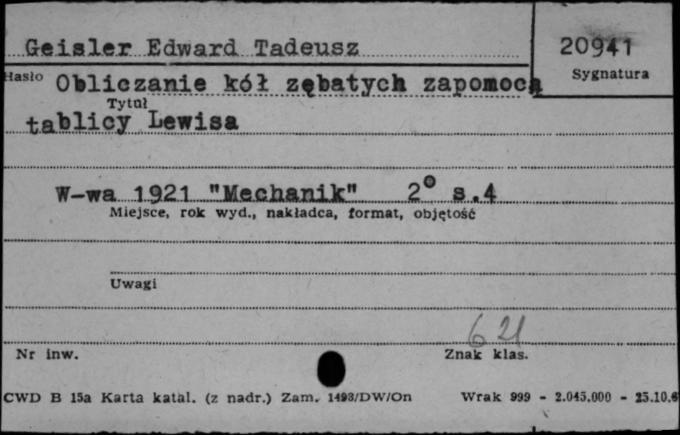 Geisler Edward Tadeusz
20941
Hasło
Sygnatura
Obliczanie kół zębatych zapomocą
Tytuł
tablicy Lewisa
W-wa 1921 "Mechanik" 2° s.4
Miejsce, rok wyd., nakładca, format, objętość
Uwagi
621
Nr inw.
Znak klas.
CWD B 15a Karta katal. (z nadr.) Zam. 1493/DW/On Wrak 999 - 2.045.000 - 25.10.6